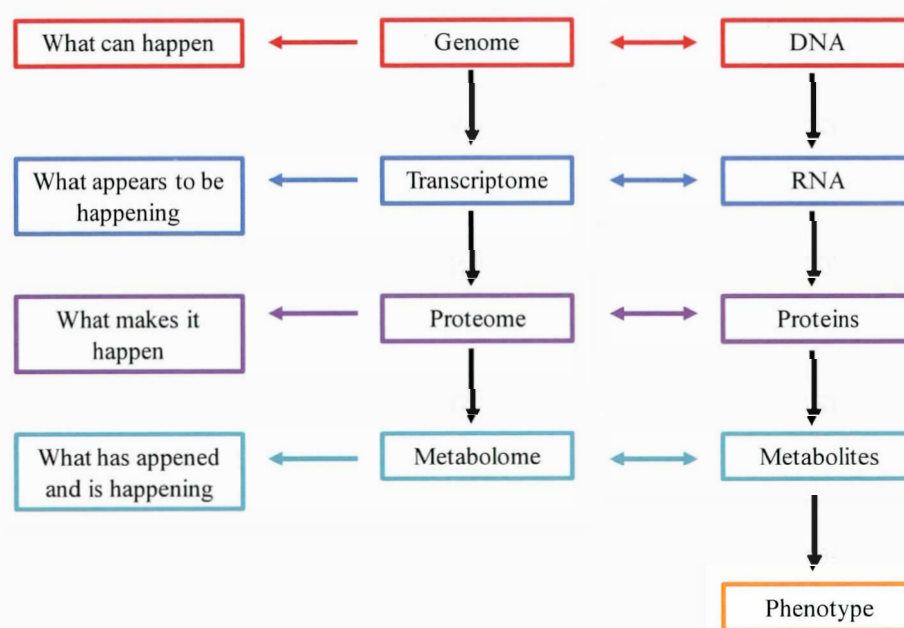 What can happen
Genome
DNA
What appears to be
happening
Transcriptome
RNA
What makes it
happen
Proteome
Proteins
What has appened
and is happening
Metabolome
Metabolites
Phenotype